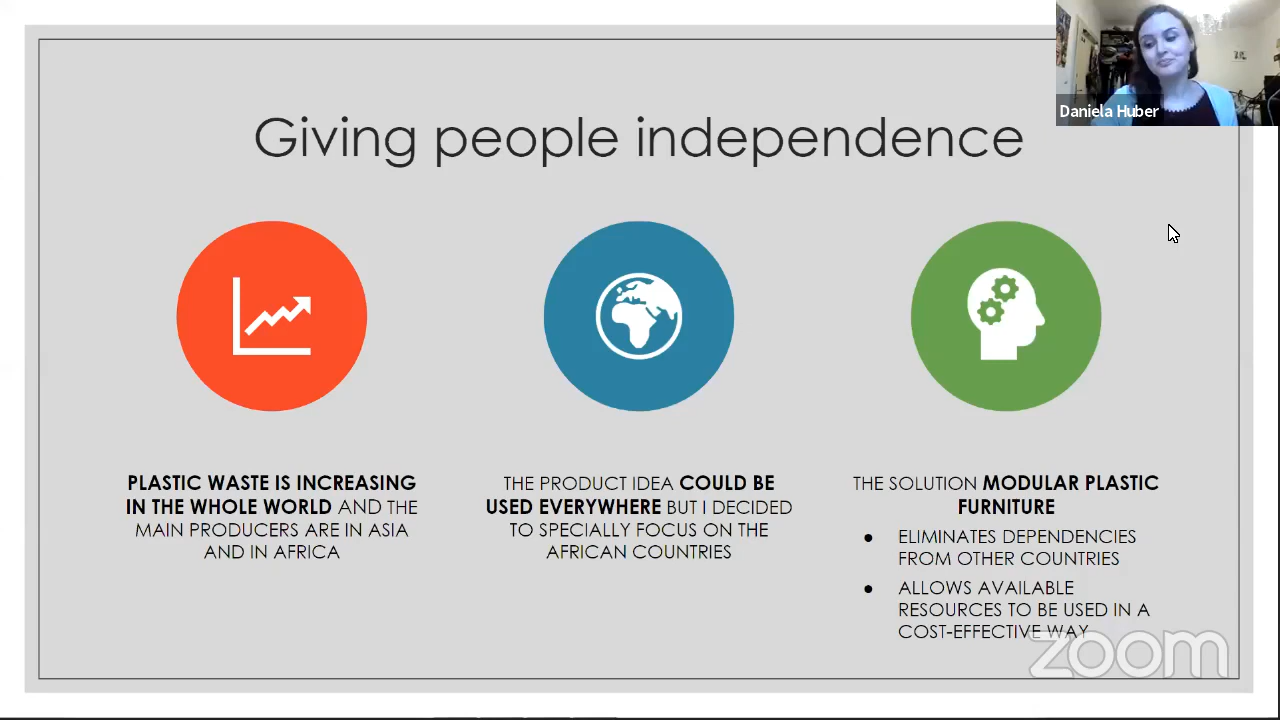 Daniela Huber
Giving people independence
PLASTIC WASTE IS INCREASING
IN THE WHOLE WORLD AND THE
MAIN PRODUCERS ARE IN ASIA
AND IN AFRICA
THE PRODUCT IDEA COULD BE
USED EVERYWHERE BUT I DECIDED
TO SPECIALLY FOCUS ON THE
AFRICAN COUNTRIES
THE SOLUTION MODULAR PLASTIC
FURNITURE
● ELIMINATES DEPENDENCIES
FROM OTHER COUNTRIES
● ALLOWS AVAILABLE
RESOURCES TO BE USED IN A
COST-EFFECTIVE WAY
zoom